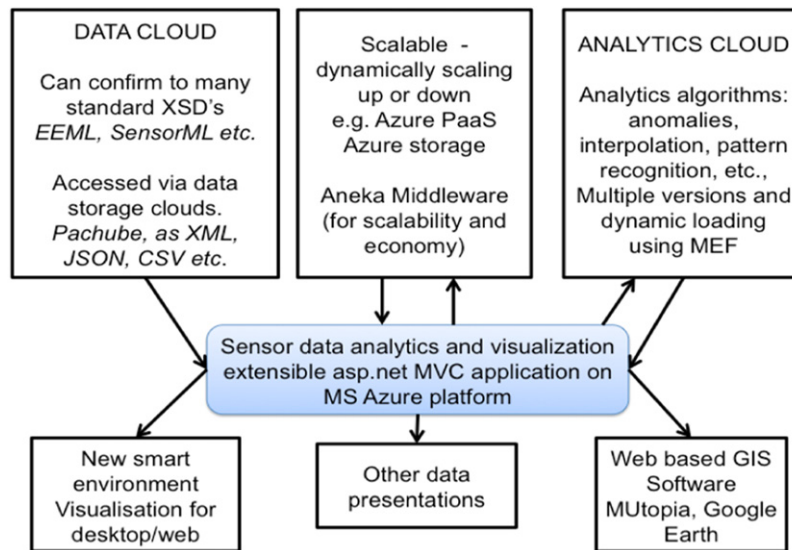 DATA CLOUD
Can confirm to many
standard XSD's
EEML, SensorML etc.
Accessed via data
storage clouds.
Pachube, as XML,
JSON, CSV etc.
Scalable -
dynamically scaling
up or down
e.g. Azure PaaS
Azure storage
Aneka Middleware
(for scalability and
economy)
ANALYTICS CLOUD
Analytics algorithms:
anomalies,
interpolation, pattern
recognition, etc.,
Multiple versions and
dynamic loading
using MEF
Sensor data analytics and visualization
extensible asp.net MVC application on
MS Azure platform
New smart
environment
Visualisation for
desktop/web
Other data
presentations
Web based GIS
Software
MUtopia, Google
Earth